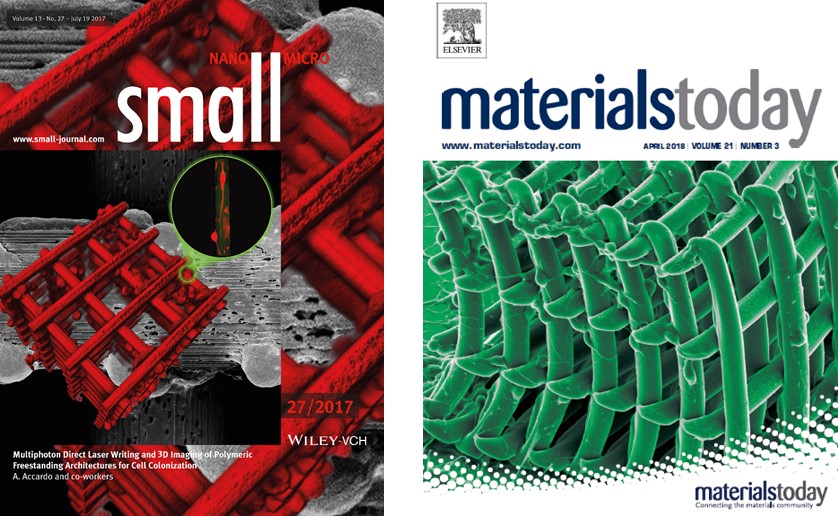 Volume 13 · No. 27 – July 19 2017
NANO MICRO
small
www.small-journal.com
27/2017
WILEY-VCH
Multiphoton Direct Laser Writing and 3D Imaging of Polymeric
Freestanding Architectures for Cell Colonization
A. Accardo and co-workers
ELSEVIER
materialstoday
www.materialstoday.com
APRIL 2018 | VOLUME 21 | NUMBER 3
materialstoday
Connecting the materials community